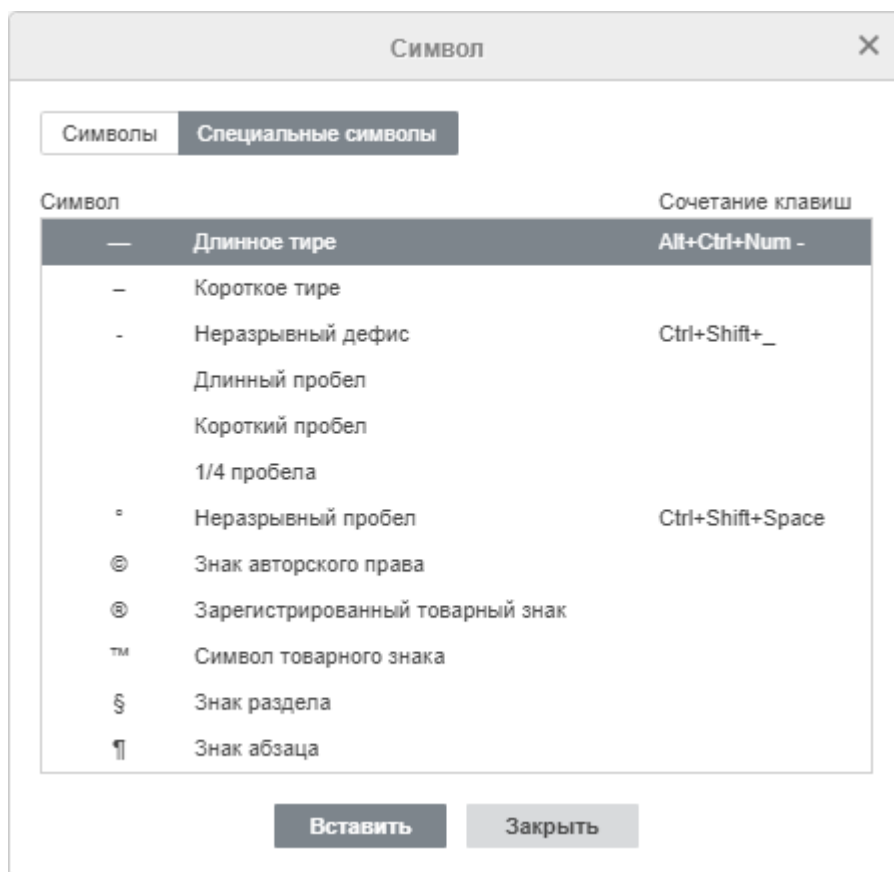 Символ ×
Символы Специальные символы
Символ Сочетание клавиш
— Длинное тире Alt+Ctrl+Num -
– Короткое тире
- Неразрывный дефис Ctrl+Shift+_
Длинный пробел
Короткий пробел
1/4 пробела
° Неразрывный пробел Ctrl+Shift+Space
© Знак авторского права
® Зарегистрированный товарный знак
™ Символ товарного знака
§ Знак раздела
¶ Знак абзаца
Вставить Закрыть